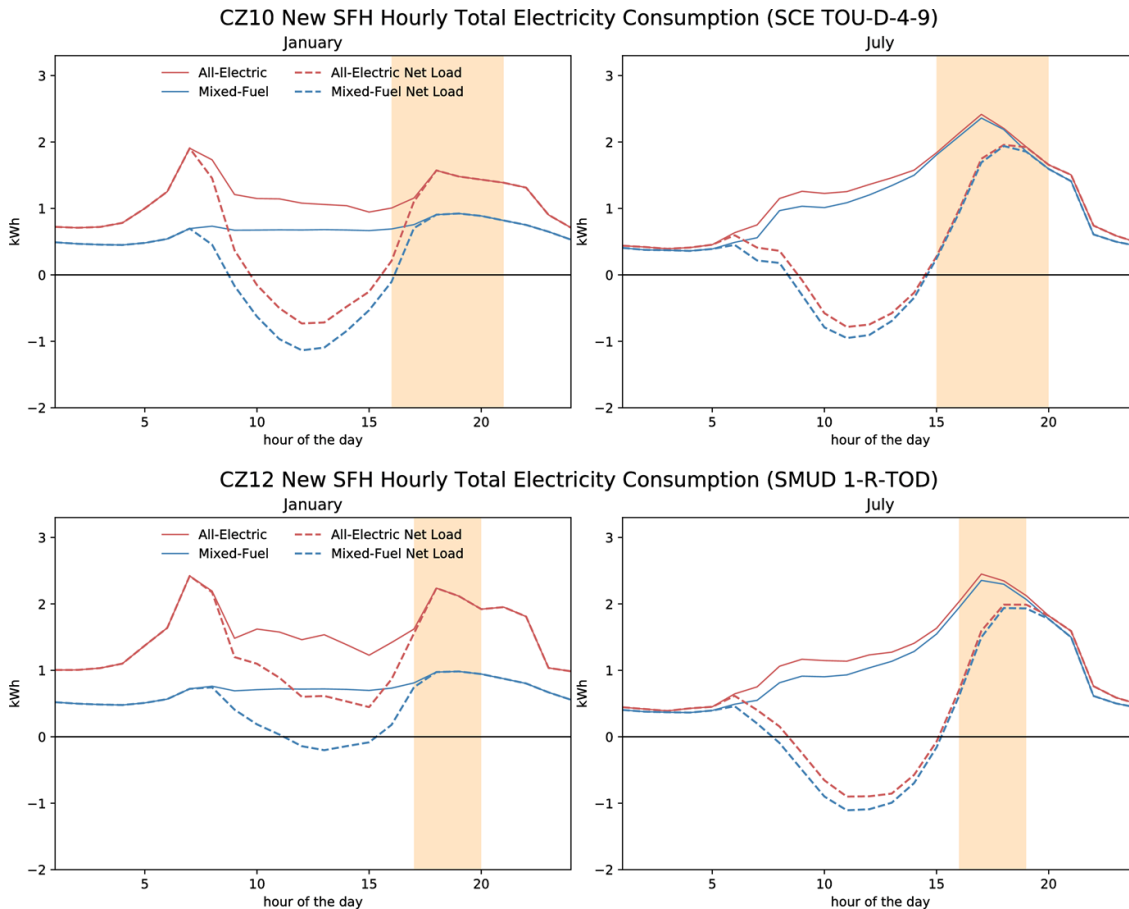 CZ10 New SFH Hourly Total Electricity Consumption (SCE TOU-D-4-9)
January
kWh
3
2
1
0
−1
−2
All-Electric
Mixed-Fuel
All-Electric Net Load
Mixed-Fuel Net Load
5
10
15
20
hour of the day
July
kWh
3
2
1
0
−1
−2
5
10
15
20
hour of the day
CZ12 New SFH Hourly Total Electricity Consumption (SMUD 1-R-TOD)
January
kWh
3
2
1
0
−1
−2
All-Electric
Mixed-Fuel
All-Electric Net Load
Mixed-Fuel Net Load
5
10
15
20
hour of the day
July
kWh
3
2
1
0
−1
−2
5
10
15
20
hour of the day